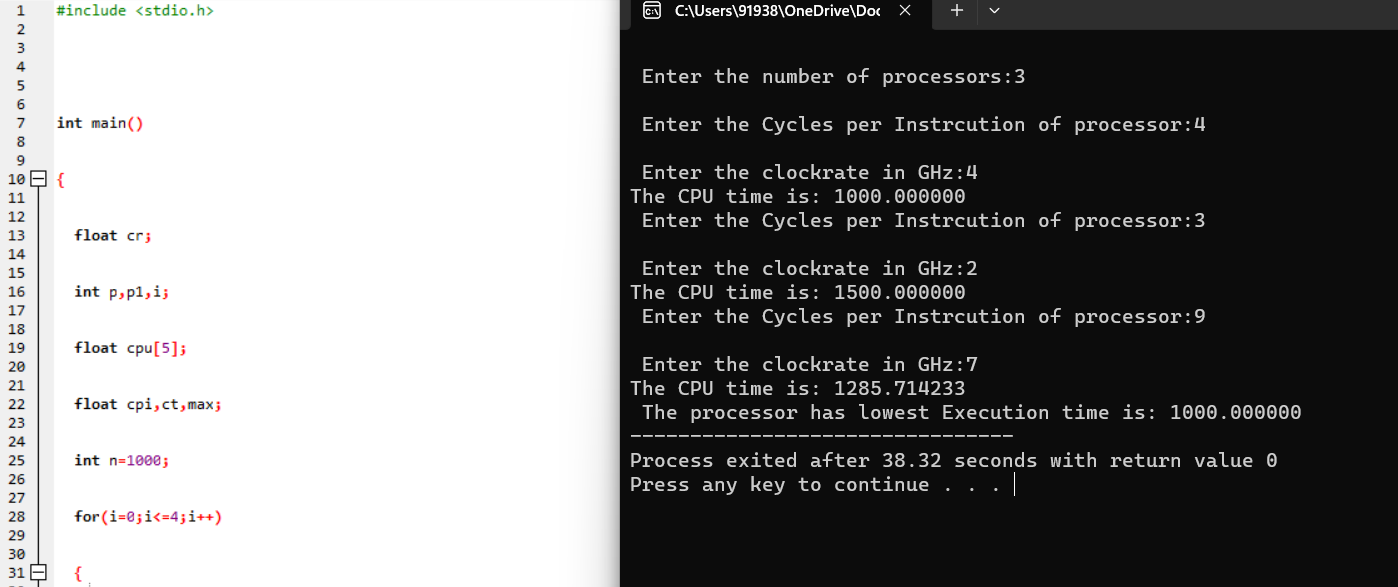 1 #include <stdio.h>
2
3
4
5
6
7 int main()
8
9
10 {
11
12
13 float cr;
14
15
16 int p,p1,i;
17
18
19 float cpu[5];
20
21
22 float cpi,ct,max;
23
24
25 int n=1000;
26
27
28 for(i=0;i<=4;i++)
29
30
31 {
C:\Users\91938\OneDrive\Doc
Enter the number of processors:3
Enter the Cycles per Instrcution of processor:4
Enter the clockrate in GHz:4
The CPU time is: 1000.000000
Enter the Cycles per Instrcution of processor:3
Enter the clockrate in GHz:2
The CPU time is: 1500.000000
Enter the Cycles per Instrcution of processor:9
Enter the clockrate in GHz:7
The CPU time is: 1285.714233
The processor has lowest Execution time is: 1000.000000
--------------------------------
Process exited after 38.32 seconds with return value 0
Press any key to continue . . .